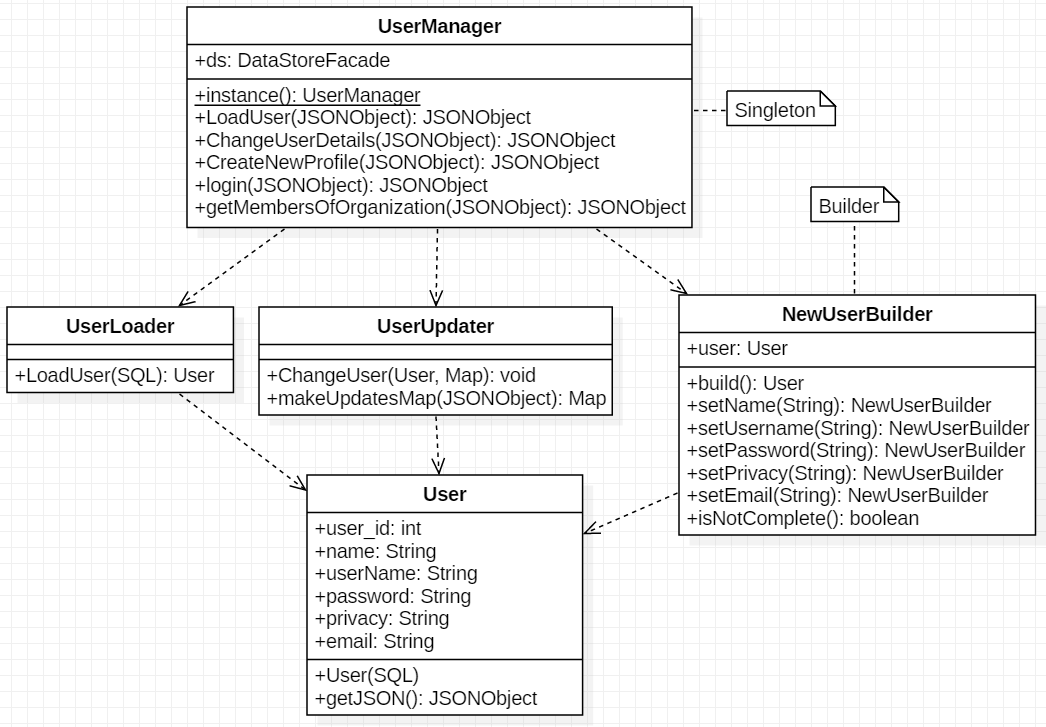 UserManager
+ds: DataStoreFacade
+instance(): UserManager
+LoadUser(JSONObject): JSONObject
+ChangeUserDetails(JSONObject): JSONObject
+CreateNewProfile(JSONObject): JSONObject
+login(JSONObject): JSONObject
+getMembersOfOrganization(JSONObject): JSONObject
Singleton
Builder
UserLoader
+LoadUser(SQL): User
UserUpdater
+ChangeUser(User, Map): void
+makeUpdatesMap(JSONObject): Map
NewUserBuilder
+user: User
+build(): User
+setName(String): NewUserBuilder
+setUsername(String): NewUserBuilder
+setPassword(String): NewUserBuilder
+setPrivacy(String): NewUserBuilder
+setEmail(String): NewUserBuilder
+isNotComplete(): boolean
User
+user_id: int
+name: String
+userName: String
+password: String
+privacy: String
+email: String
+User(SQL)
+getJSON(): JSONObject